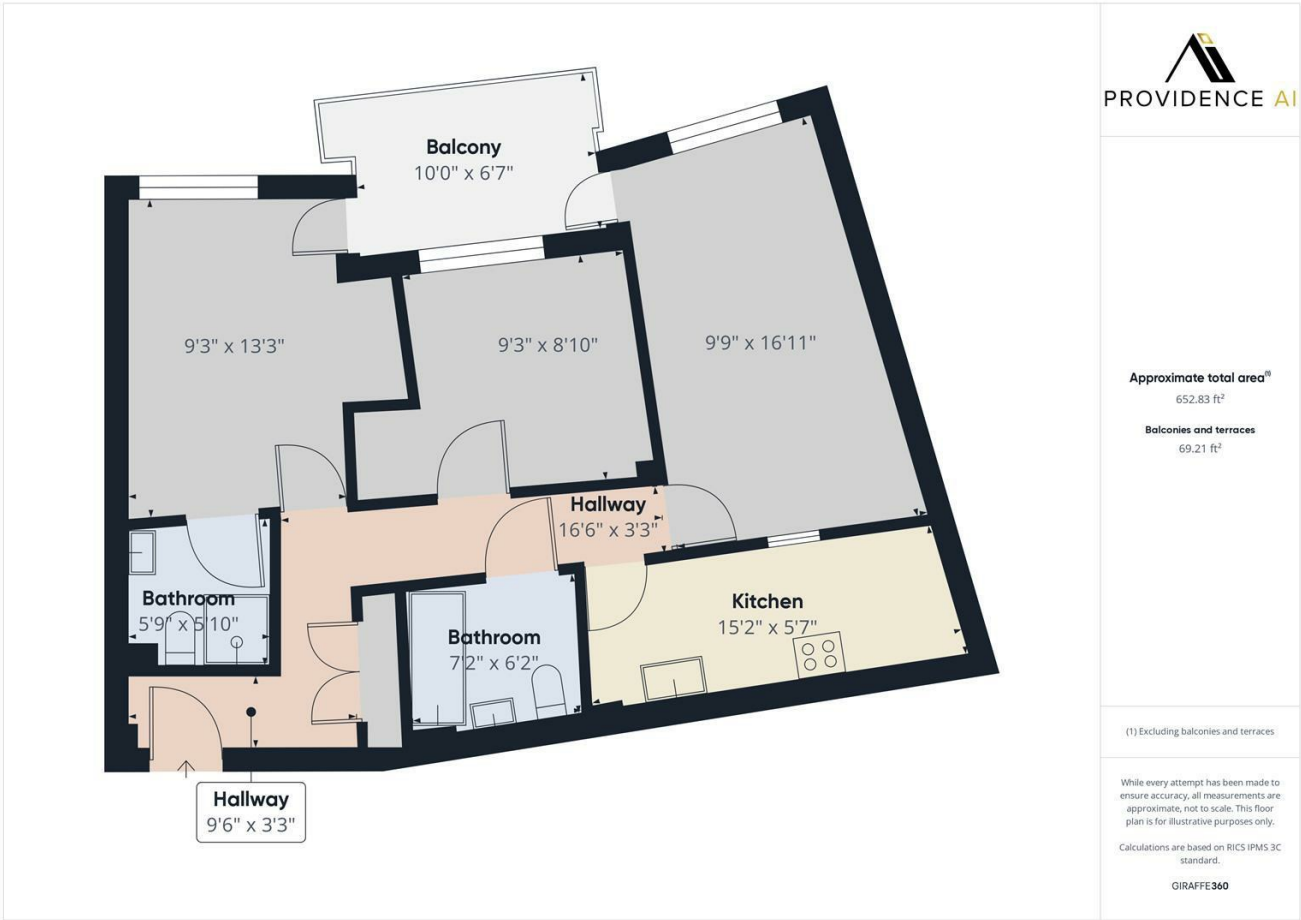 Balcony
10'0" x 6'7"
9'3" x 13'3"
9'3" x 8'10"
9'9" x 16'11"
Hallway
16'6" x 3'3"
Bathroom
5'9" x 5'10"
Bathroom
7'2" x 6'2"
Kitchen
15'2" x 5'7"
Hallway
9'6" x 3'3"
PROVIDENCE AI
Approximate total area(1)
652.83 ft²
Balconies and terraces
69.21 ft²
(1) Excluding balconies and terraces
While every attempt has been made to
ensure accuracy, all measurements are
approximate, not to scale. This floor
plan is for illustrative purposes only.
Calculations are based on RICS IPMS 3C
standard.
GIRAFFE360